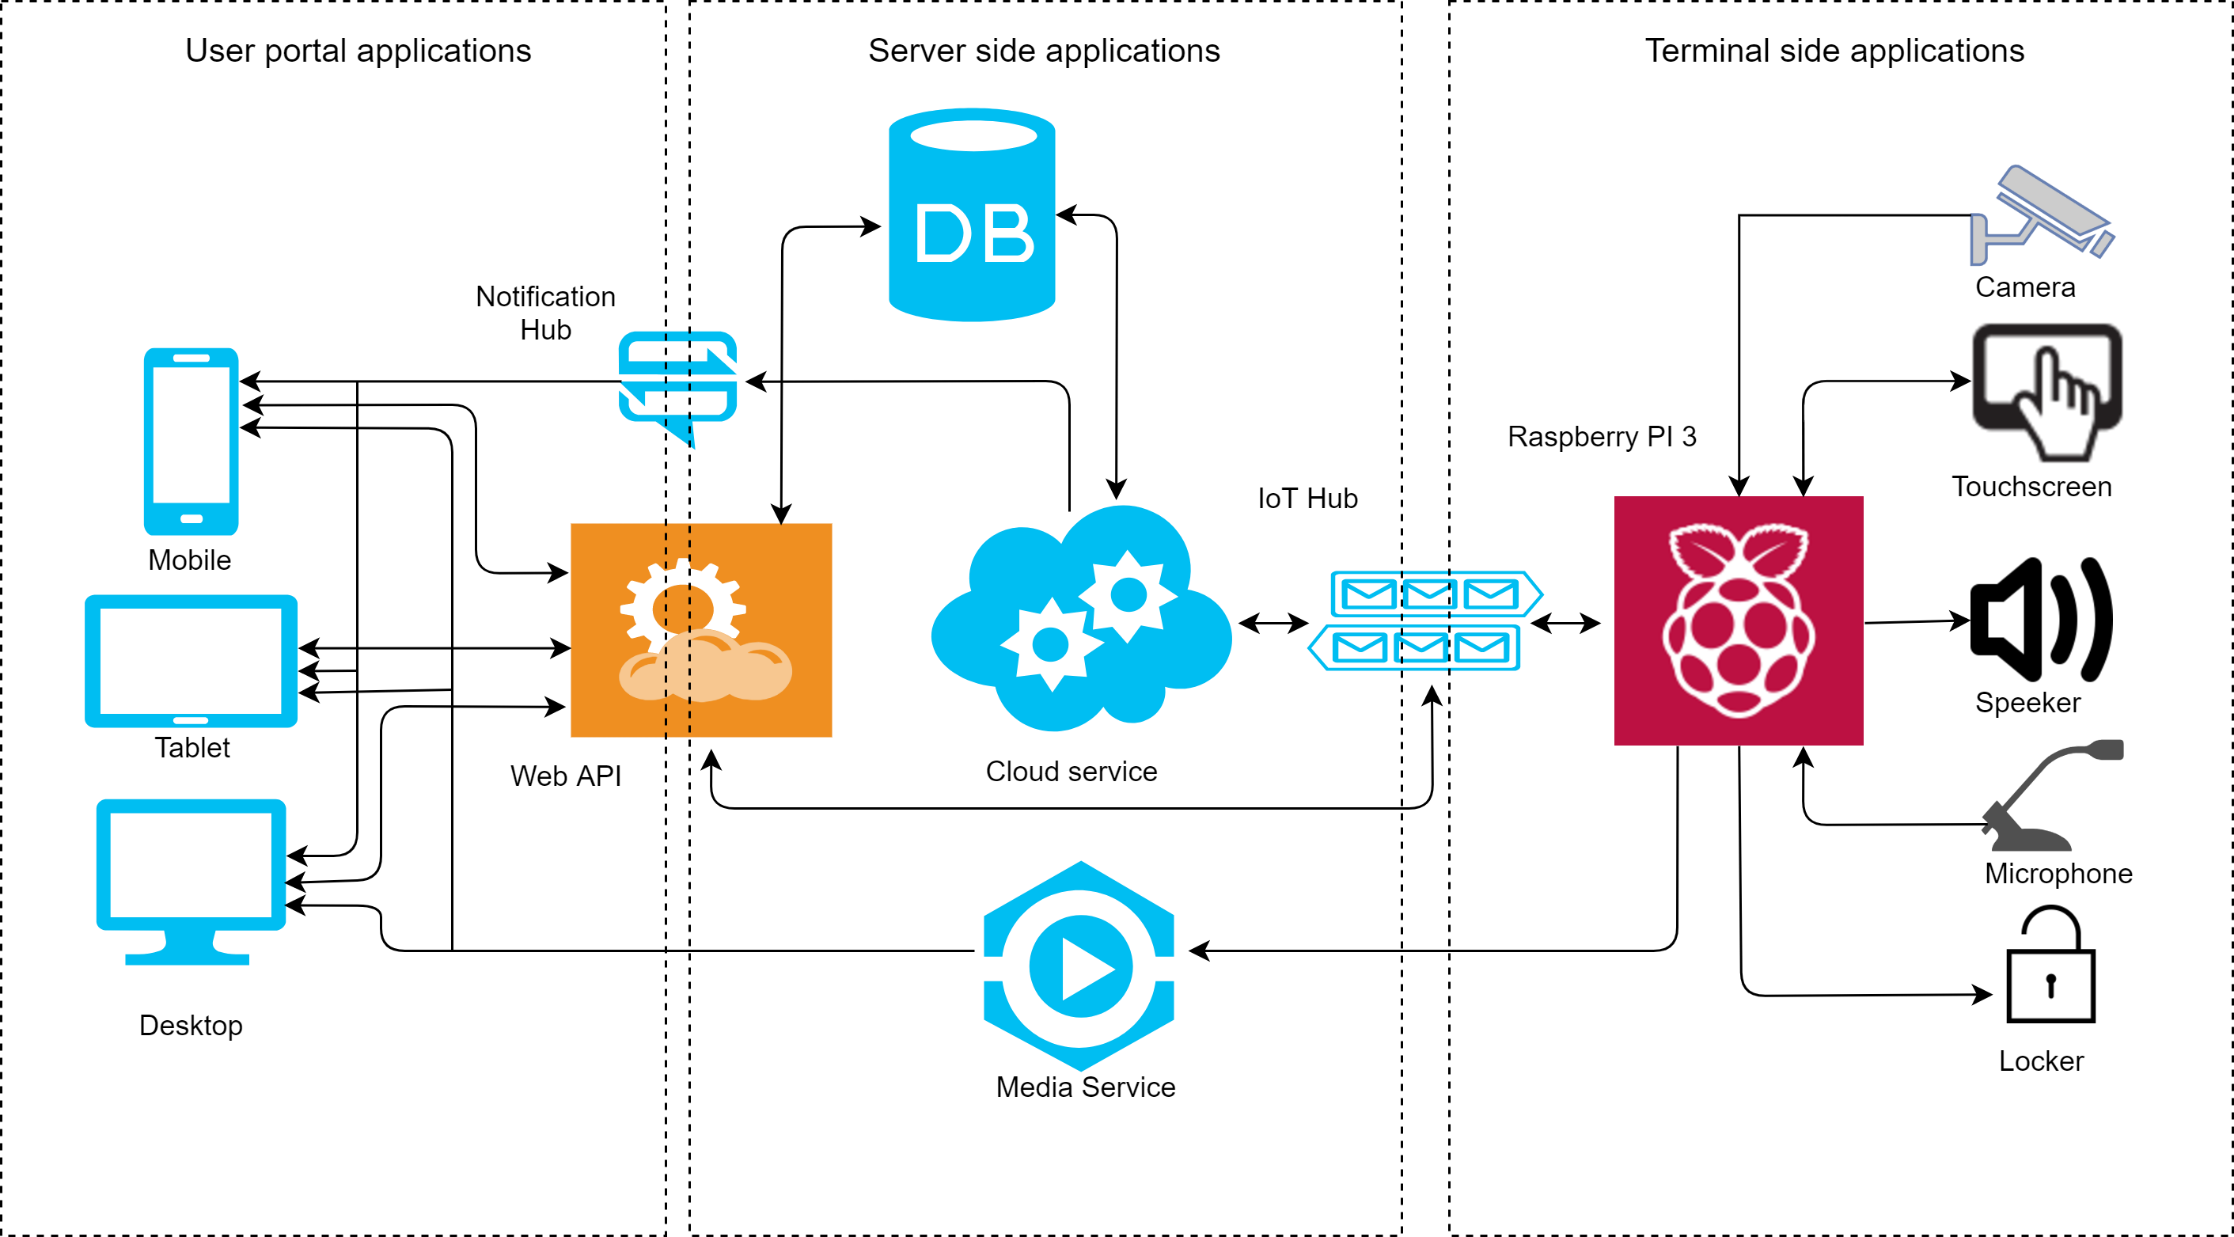 User portal applications
Server side applications
Terminal side applications
DB
Notification
Hub
Camera
Raspberry PI 3
Touchscreen
IoT Hub
Mobile
Speeker
Tablet
Web API
Cloud service
Microphone
Desktop
Locker
Media Service